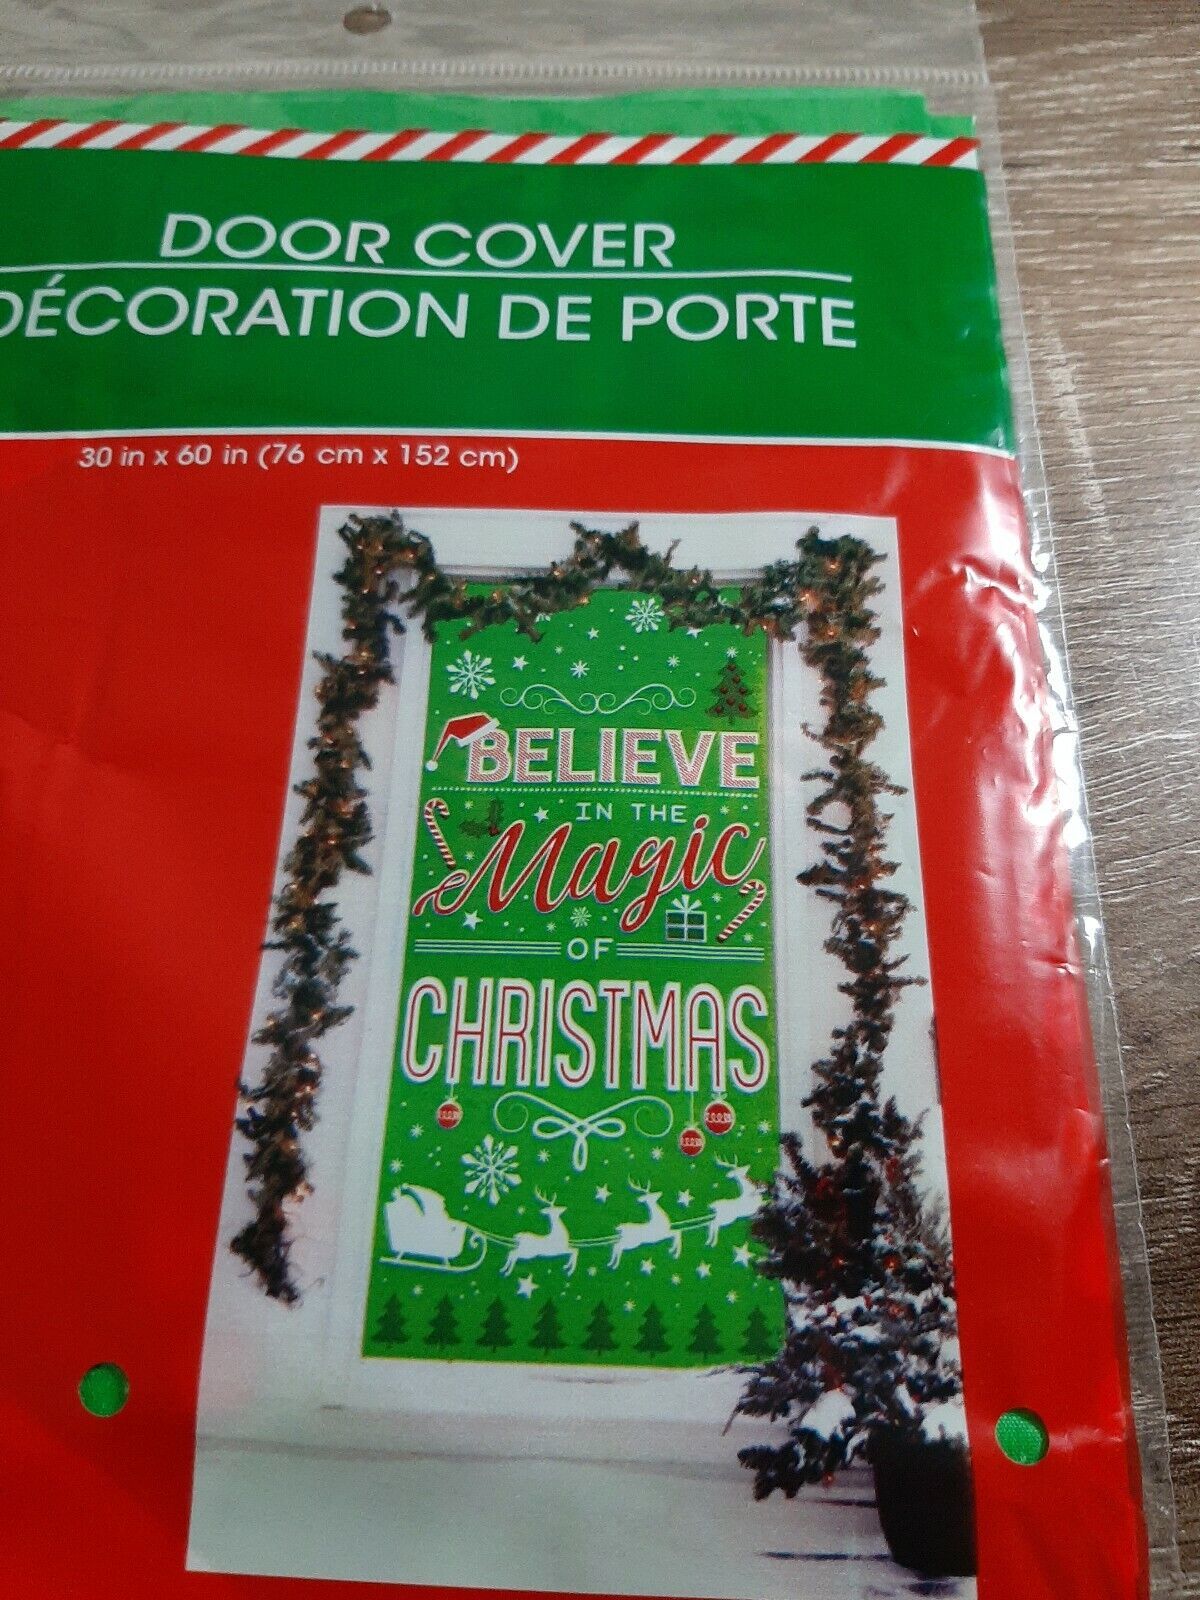 DOOR COVER
DÉCORATION DE PORTE
30 in x 60 in (76 cm x 152 cm)
BELIEVE
IN THE
Magic
OF
CHRISTMAS